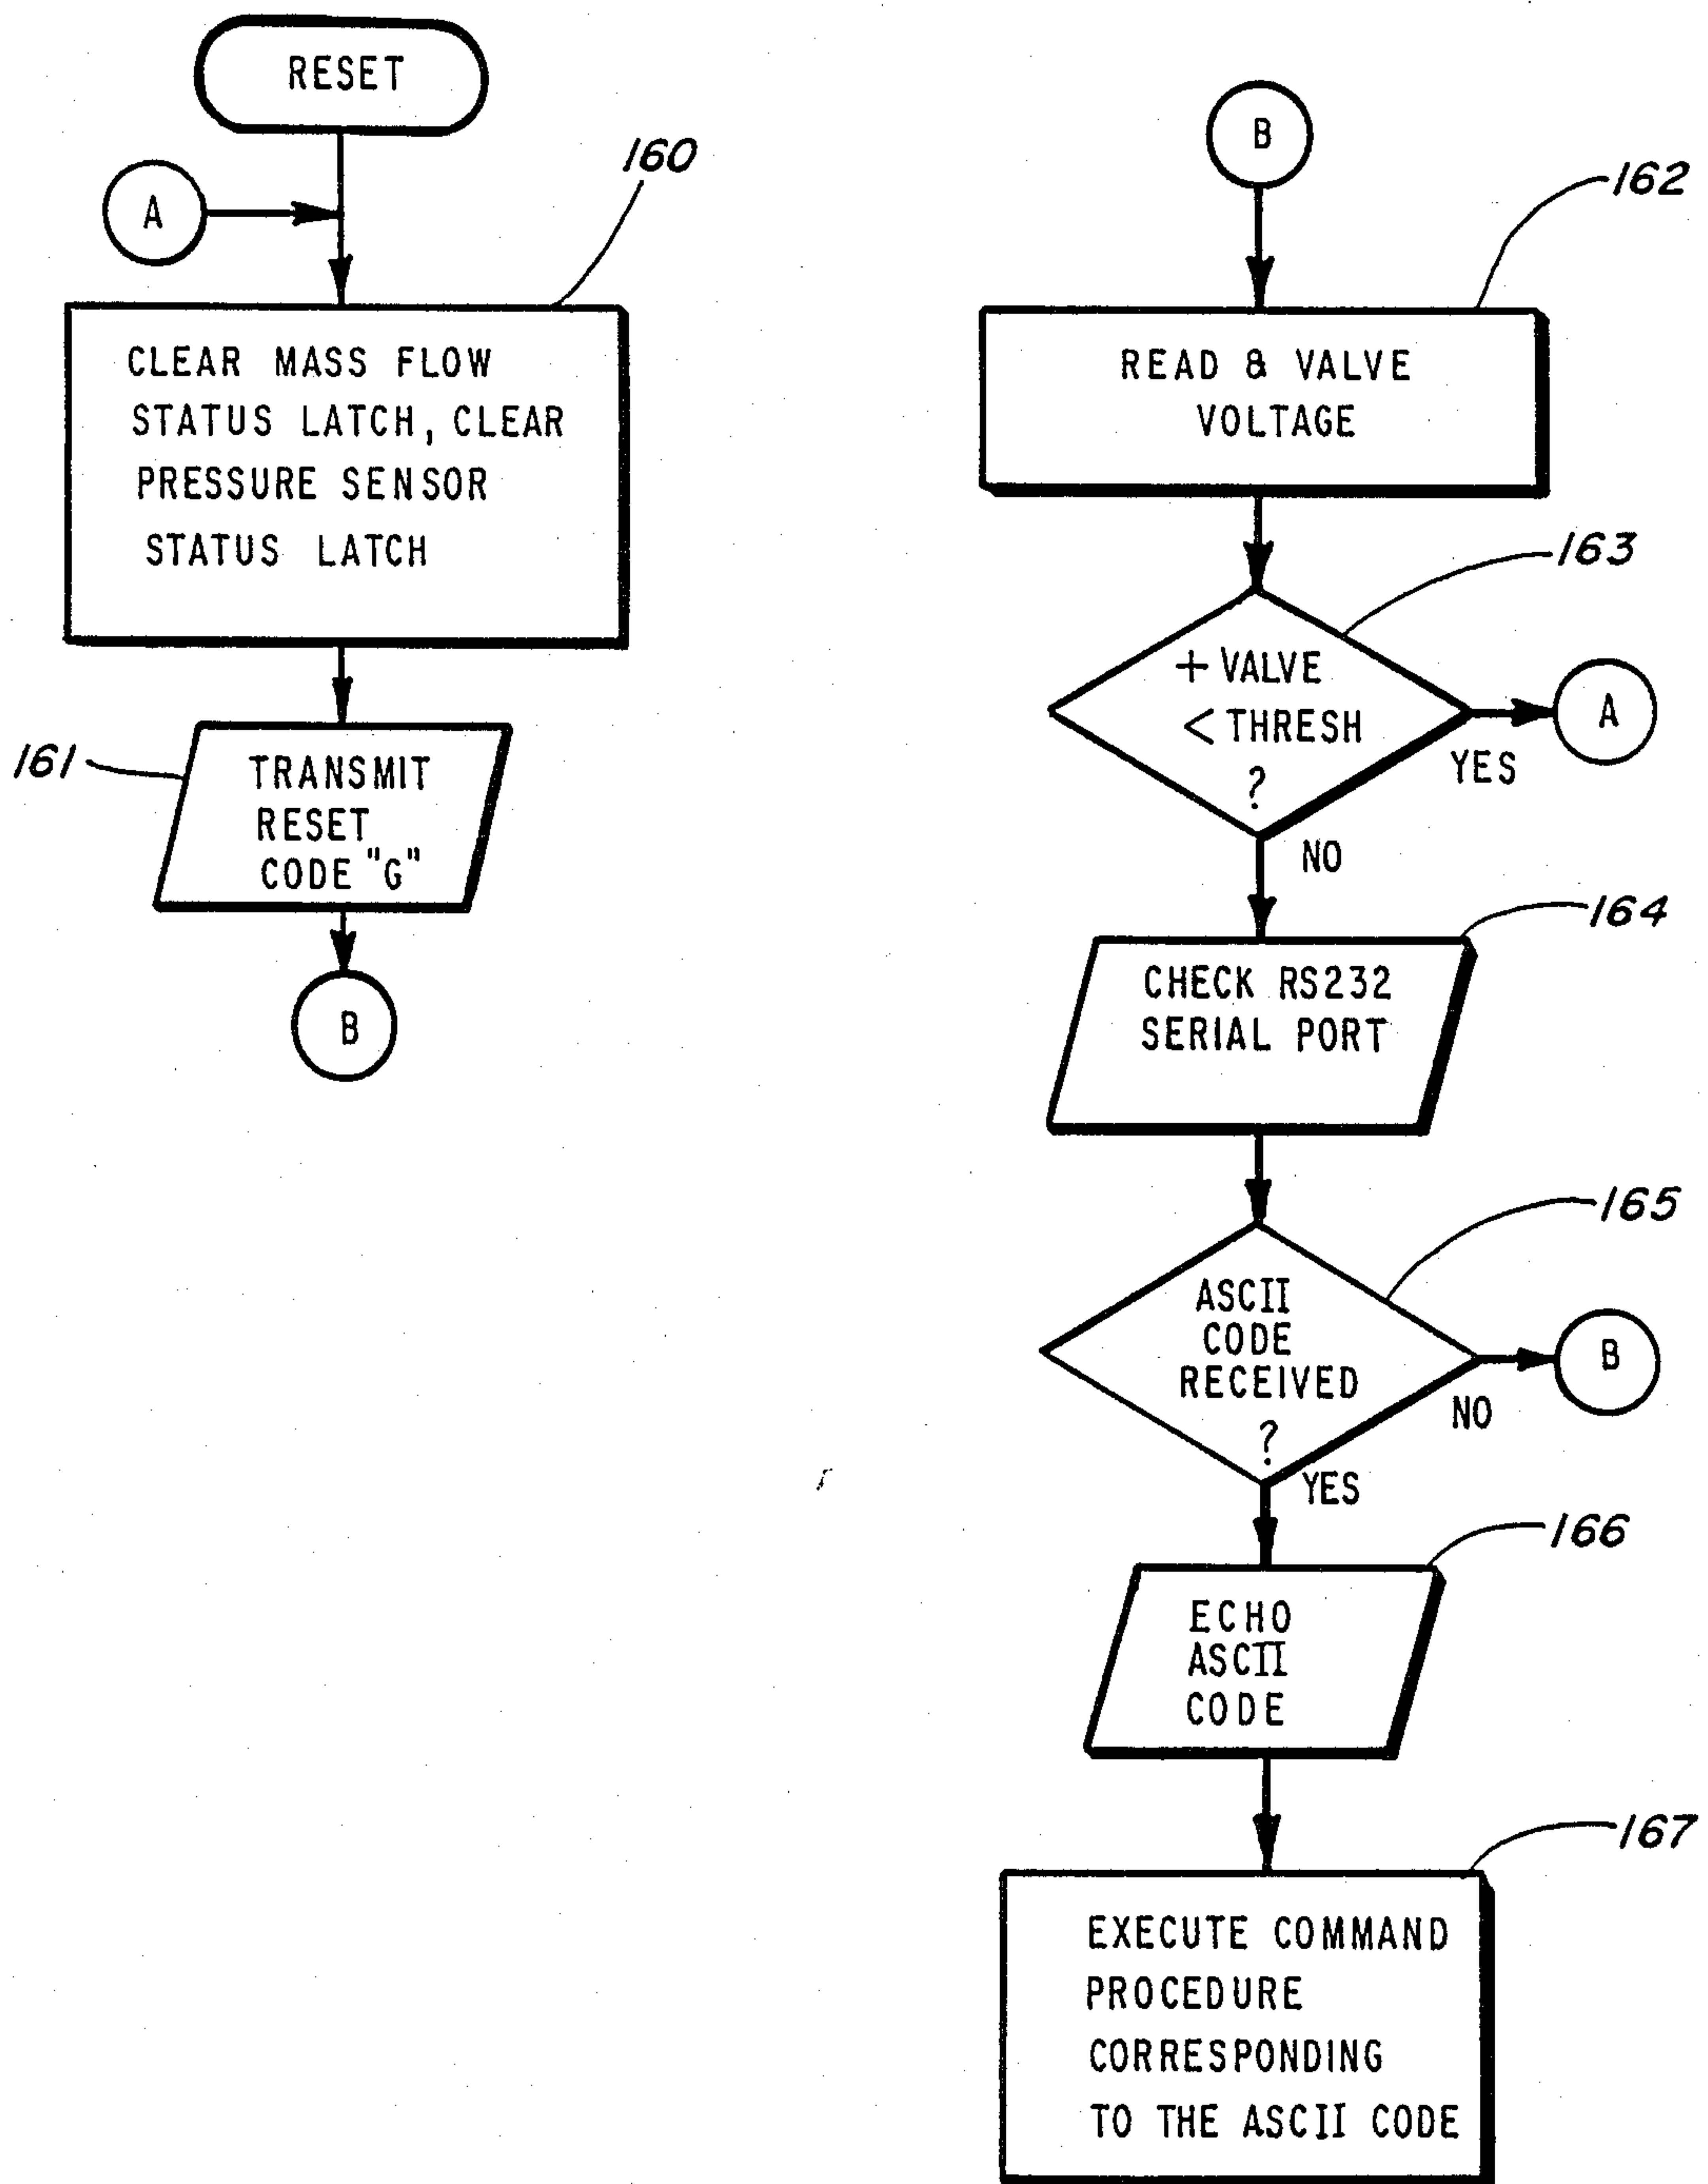 RESET
A
160
CLEAR MASS FLOW
STATUS LATCH, CLEAR
PRESSURE SENSOR
STATUS LATCH
161
TRANSMIT
RESET
CODE "G"
B
B
162
READ & VALVE
VOLTAGE
163
+ VALVE
< THRESH
?
YES
A
NO
164
CHECK RS232
SERIAL PORT
165
ASCII
CODE
RECEIVED
?
NO
B
YES
166
ECHO
ASCII
CODE
167
EXECUTE COMMAND
PROCEDURE
CORRESPONDING
TO THE ASCII CODE